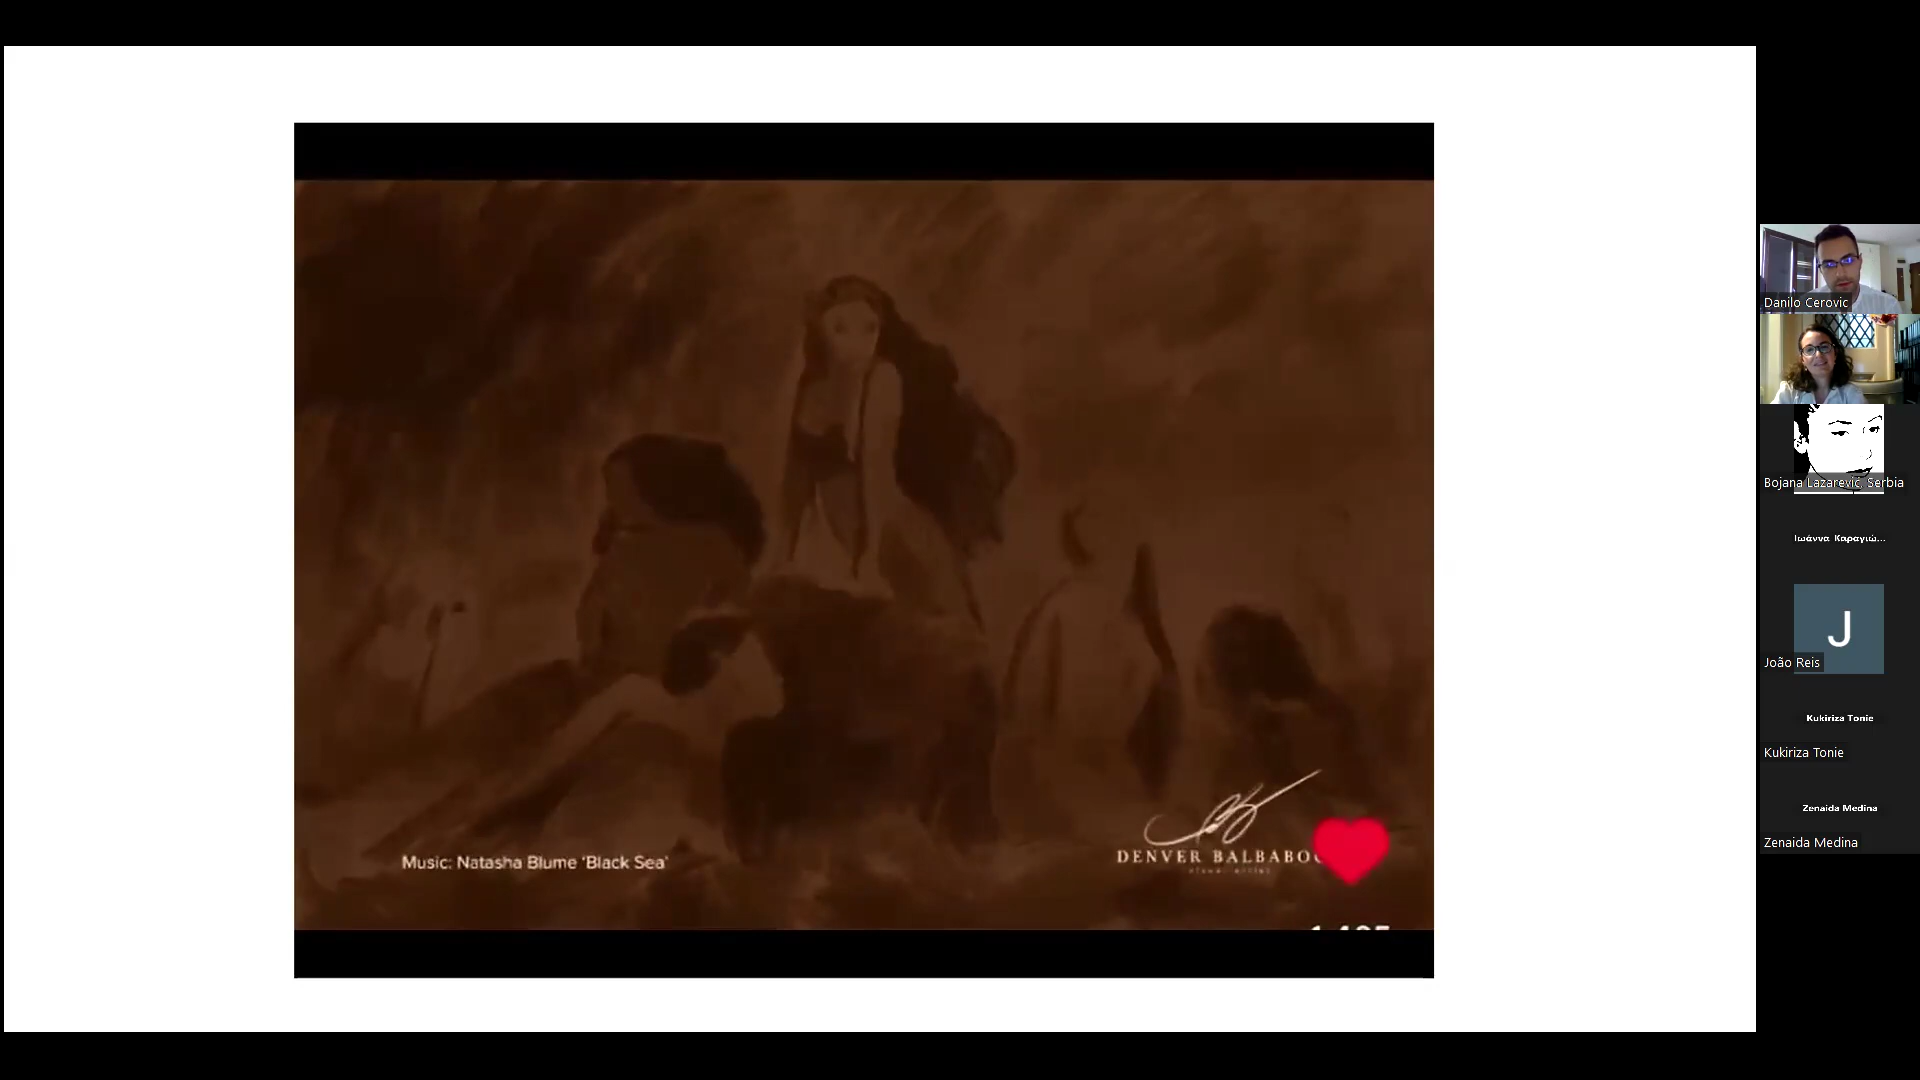 Music: Natasha Blume ‘Black Sea’
DENVER BALBABO
Danilo Cerovic
Bojana Lazarević, Serbia
Ιωάννα Καραγιώ...
J
João Reis
Kukiriza Tonie
Kukiriza Tonie
Zenaida Medina
Zenaida Medina